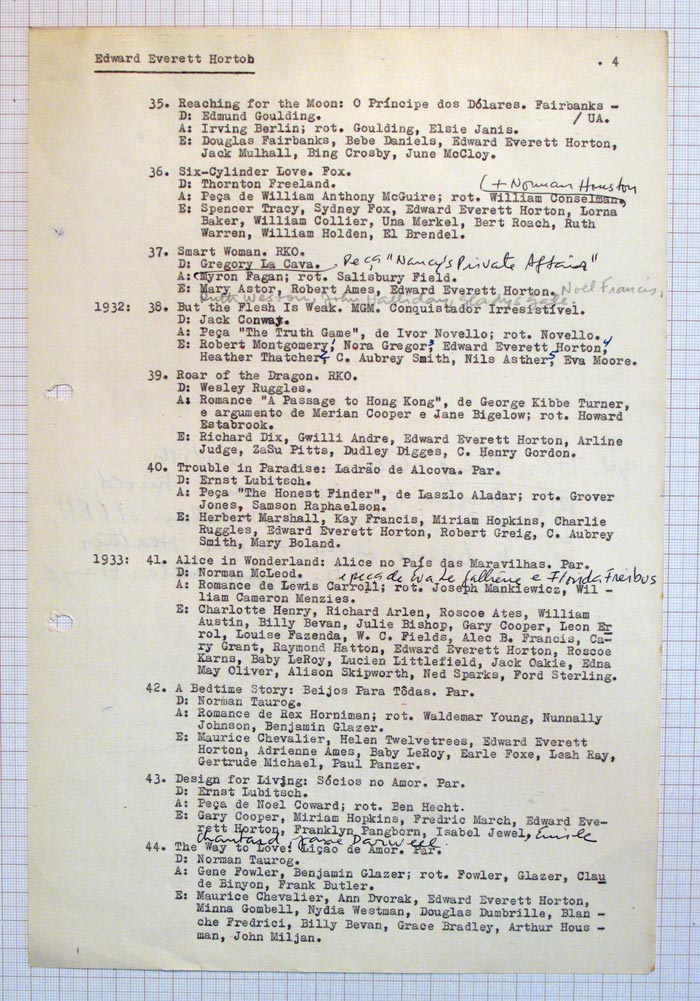 Edward Everett Hortob
. 4
35. Reaching for the Moon: O Príncipe dos Dólares. Fairbanks -
D: Edmund Goulding. / UA.
A: Irving Berlin; rot. Goulding, Elsie Janis.
E: Douglas Fairbanks, Bebe Daniels, Edward Everett Horton,
Jack Mulhall, Bing Crosby, June McCloy.
36. Six-Cylinder Love. Fox.
D: Thornton Freeland. (+ Norman Houston
A: Peça de William Anthony McGuire; rot. William Conselman,
E: Spencer Tracy, Sydney Fox, Edward Everett Horton, Lorna
Baker, William Collier, Una Merkel, Bert Roach, Ruth
Warren, William Holden, El Brendel.
37. Smart Woman. RKO.
D: Gregory La Cava. Peça "Nancy's Private Affair"
A: Myron Fagan; rot. Salisbury Field.
E: Mary Astor, Robert Ames, Edward Everett Horton. Noel Francis,
Ruth Weston, John Halliday, Gladys Gale.
1932: 38. But the Flesh Is Weak. MGM. Conquistador Irresistível.
D: Jack Conway.
A: Peça "The Truth Game", de Ivor Novello; rot. Novello.
E: Robert Montgomery, Nora Gregor, Edward Everett Horton, 4
Heather Thatcher, C. Aubrey Smith, Nils Asther, Eva Moore.
39. Roar of the Dragon. RKO.
D: Wesley Ruggles.
A: Romance "A Passage to Hong Kong", de George Kibbe Turner,
e argumento de Merian Cooper e Jane Bigelow; rot. Howard
Estabrook.
E: Richard Dix, Gwilli Andre, Edward Everett Horton, Arline
Judge, ZaSu Pitts, Dudley Digges, C. Henry Gordon.
40. Trouble in Paradise: Ladrão de Alcova. Par.
D: Ernst Lubitsch.
A: Peça "The Honest Finder", de Laszlo Aladar; rot. Grover
Jones, Samson Raphaelson.
E: Herbert Marshall, Kay Francis, Miriam Hopkins, Charlie
Ruggles, Edward Everett Horton, Robert Greig, C. Aubrey
Smith, Mary Boland.
1933: 41. Alice in Wonderland: Alice no País das Maravilhas. Par.
D: Norman McLeod. e peça de Eva Le Gallienne e Florida Freibus
A: Romance de Lewis Carroll; rot. Joseph Mankiewicz, Wil -
liam Cameron Menzies.
E: Charlotte Henry, Richard Arlen, Roscoe Ates, William
Austin, Billy Bevan, Julie Bishop, Gary Cooper, Leon Er
rol, Louise Fazenda, W. C. Fields, Alec B. Francis, Ca-
ry Grant, Raymond Hatton, Edward Everett Horton, Roscoe
Karns, Baby LeRoy, Lucien Littlefield, Jack Oakie, Edna
May Oliver, Alison Skipworth, Ned Sparks, Ford Sterling.
42. A Bedtime Story: Beijos Para Tôdas. Par.
D: Norman Taurog.
A: Romance de Rex Horniman; rot. Waldemar Young, Nunnally
Johnson, Benjamin Glazer.
E: Maurice Chevalier, Helen Twelvetrees, Edward Everett
Horton, Adrienne Ames, Baby LeRoy, Earle Foxe, Leah Ray,
Gertrude Michael, Paul Panzer.
43. Design for Living: Sócios no Amor. Par.
D: Ernst Lubitsch.
A: Peça de Noel Coward; rot. Ben Hecht.
E: Gary Cooper, Miriam Hopkins, Fredric March, Edward Eve-
rett Horton, Franklyn Pangborn, Isabel Jewel, Emile
Chautard, Jane Darwell.
44. The Way to Love: Lição de Amor. Par.
D: Norman Taurog.
A: Gene Fowler, Benjamin Glazer; rot. Fowler, Glazer, Clau
de Binyon, Frank Butler.
E: Maurice Chevalier, Ann Dvorak, Edward Everett Horton,
Minna Gombell, Nydia Westman, Douglas Dumbrille, Blan -
che Fredrici, Billy Bevan, Grace Bradley, Arthur Hous -
man, John Miljan.